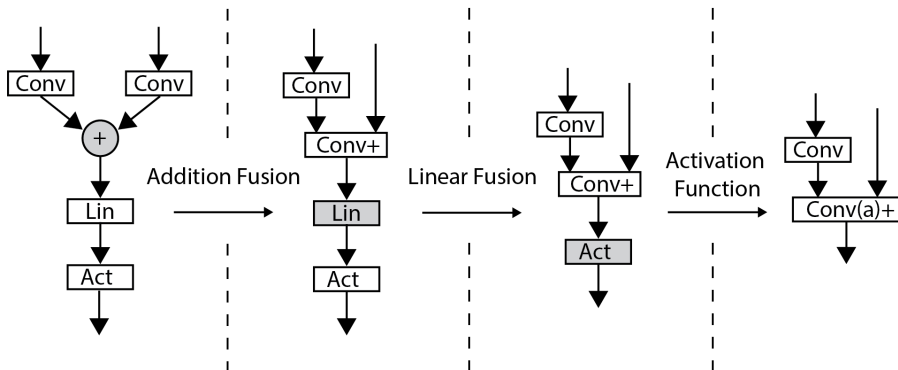 Conv
Conv
+
Lin
Act
Addition Fusion
Conv
Conv+
Lin
Act
Linear Fusion
Conv
Conv+
Act
Activation
Function
Conv
Conv(a)+